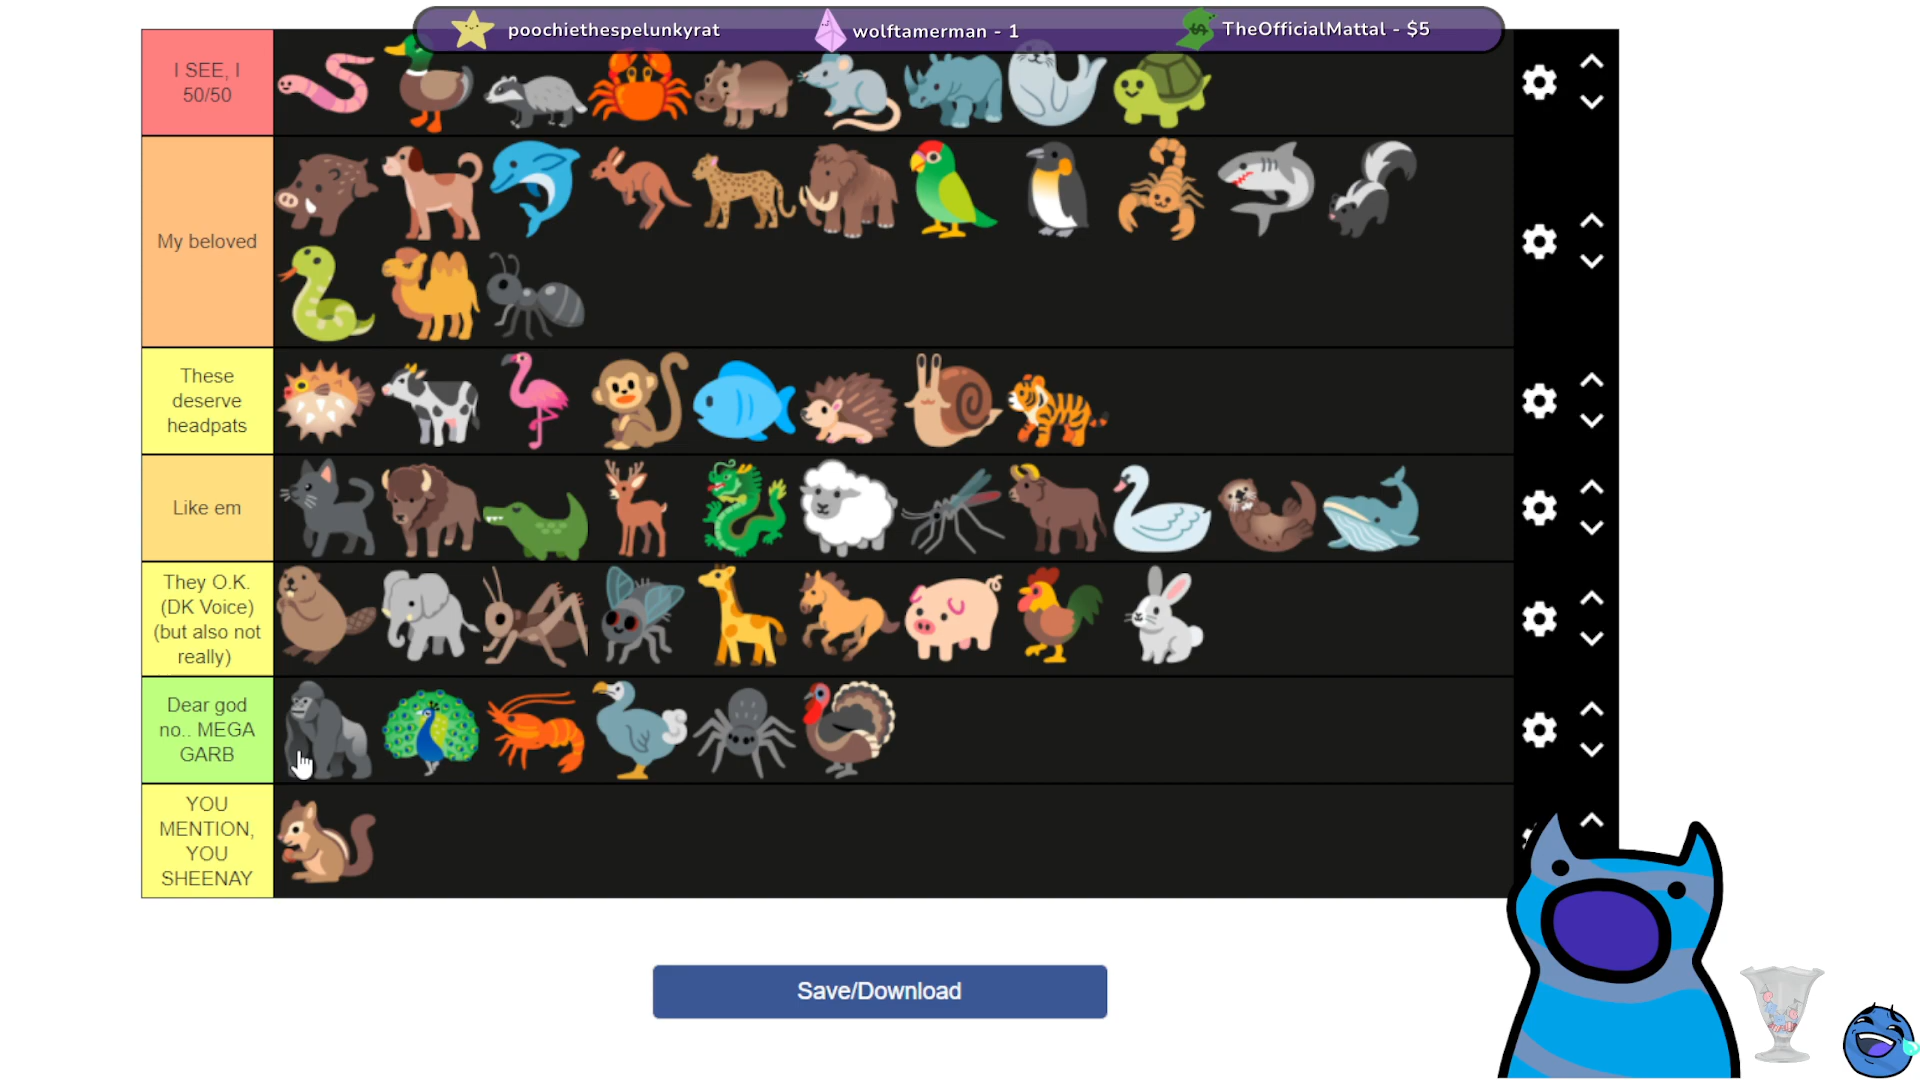 poochiethespelunkyrat
wolftamerman - 1
TheOfficialMattal - $5
I SEE, I
50/50
My beloved
These
deserve
headpats
Like em
They O.K.
(DK Voice)
(but also not
really)
Dear god
no.. MEGA
GARB
YOU
MENTION,
YOU
SHEENAY
Save/Download